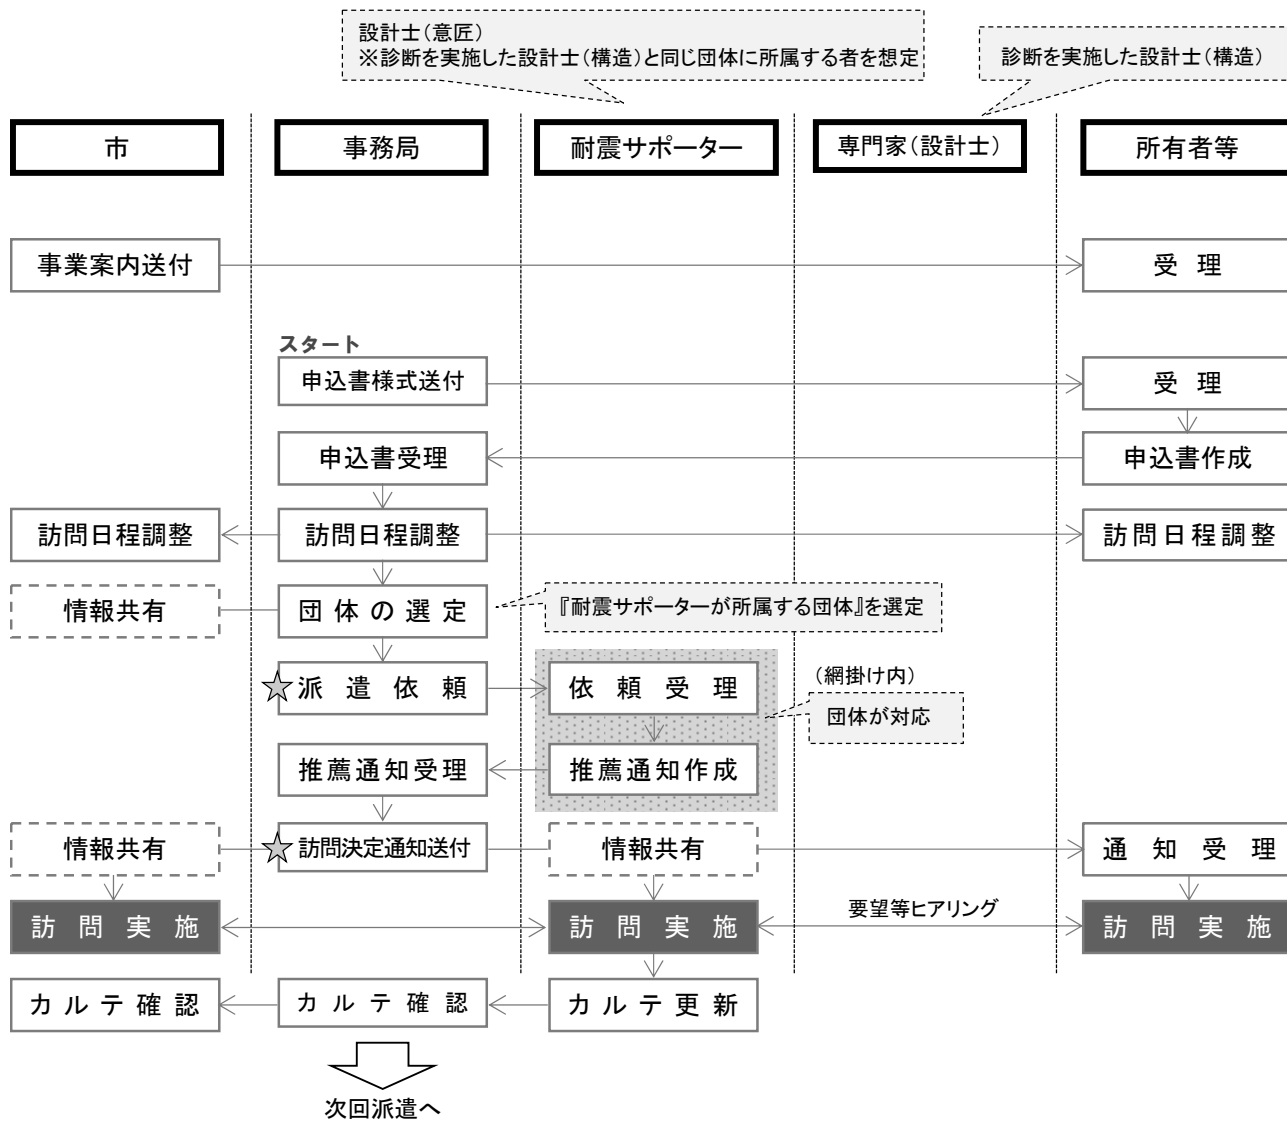 設計士（意匠）
※診断を実施した設計士（構造）と同じ団体に所属する者を想定
診断を実施した設計士（構造）
市
事務局
耐震サポーター
専門家（設計士）
所有者等
事業案内送付
受理
スタート
申込書様式送付
受理
申込書受理
申込書作成
訪問日程調整
訪問日程調整
訪問日程調整
情報共有
団体の選定
『耐震サポーターが所属する団体』を選定
派遣依頼
依頼受理
（網掛け内）
団体が対応
推薦通知受理
推薦通知作成
情報共有
訪問決定通知送付
情報共有
通知受理
訪問実施
訪問実施
要望等ヒアリング
訪問実施
カルテ確認
カルテ確認
カルテ更新
次回派遣へ